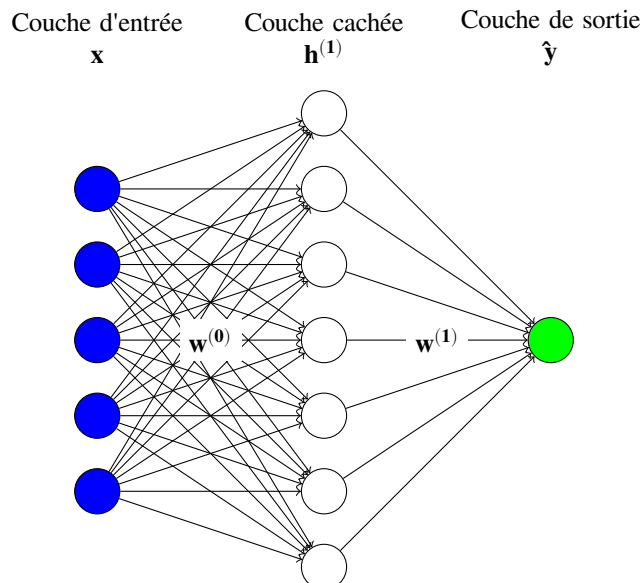 Couche d'entrée
x
Couche cachée
h⁽¹⁾
Couche de sortie
ŷ
w⁽⁰⁾
w⁽¹⁾